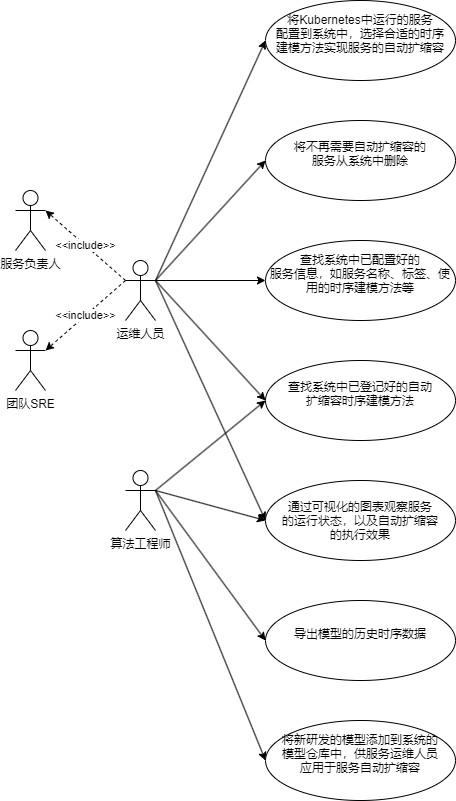 将Kubernetes中运行的服务
配置到系统中，选择合适的时序
建模方法实现服务的自动扩缩容
将不再需要自动扩缩容的
服务从系统中删除
<<include>>
服务负责人
查找系统中已配置好的
服务信息，如服务名称、标签、使
用的时序建模方法等
<<include>>
运维人员
团队SRE
查找系统中已登记好的自动
扩缩容时序建模方法
通过可视化的图表观察服务
的运行状态，以及自动扩缩容
的执行效果
算法工程师
导出模型的历史时序数据
将新研发的模型添加到系统的
模型仓库中，供服务运维人员
应用于服务自动扩缩容